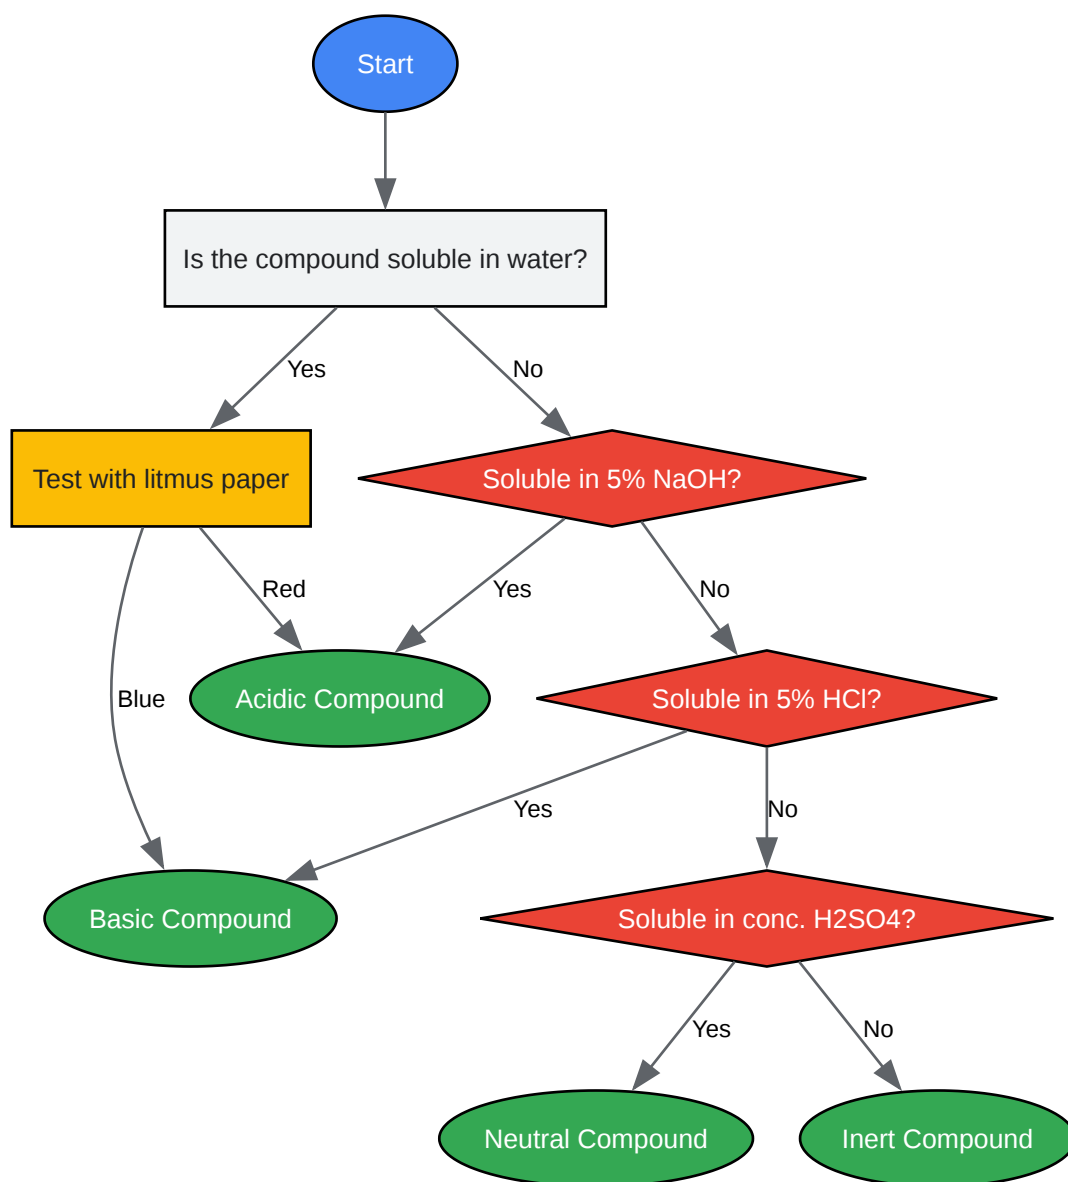 Start
Is the compound soluble in water?
Yes
No
Test with litmus paper
Soluble in 5% NaOH?
Red
Yes
No
Blue
Acidic Compound
Soluble in 5% HCl?
Yes
No
Basic Compound
Soluble in conc. H2SO4?
Yes
No
Neutral Compound
Inert Compound